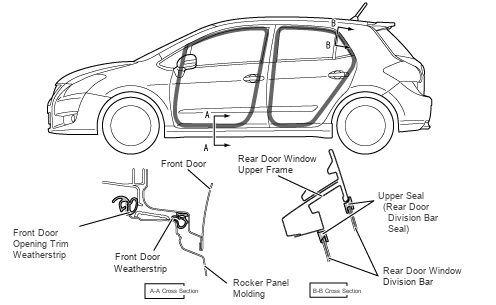 B
B
A
A
Front Door
Rear Door Window
Upper Frame
Upper Seal
(Rear Door
Division Bar
Seal)
Front Door
Opening Trim
Weatherstrip
Front Door
Weatherstrip
Rear Door Window
Division Bar
Rocker Panel
Molding
A-A Cross Section
B-B Cross Section